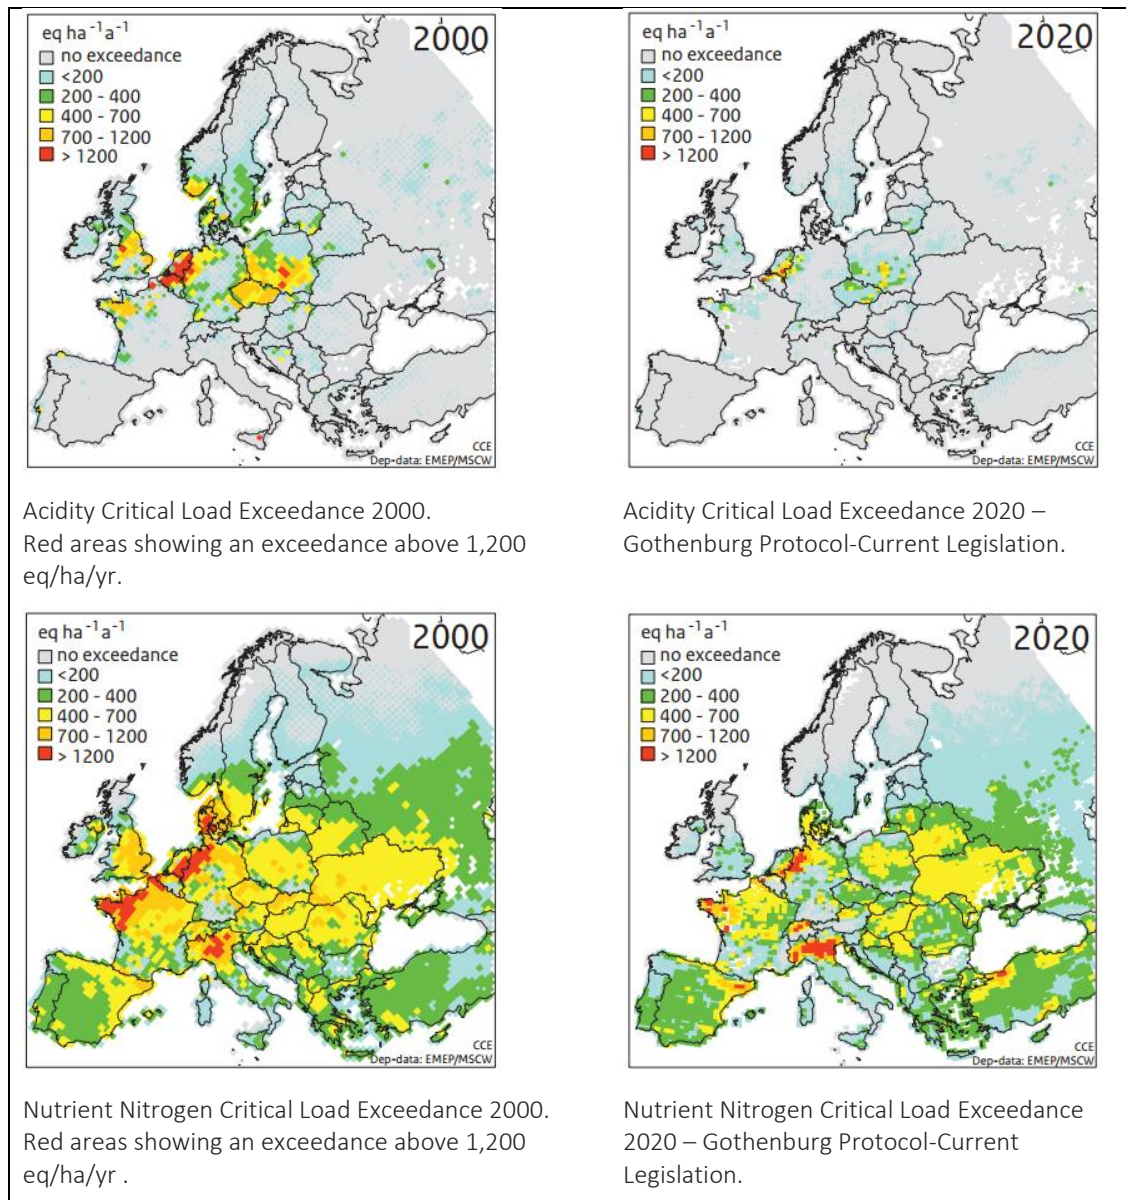 eq ha⁻¹a⁻¹
2000
no exceedance
<200
200 - 400
400 - 700
700 - 1200
> 1200
CCE
Dep-data: EMEP/MSCW
eq ha⁻¹a⁻¹
2020
no exceedance
<200
200 - 400
400 - 700
700 - 1200
> 1200
CCE
Dep-data: EMEP/MSCW
Acidity Critical Load Exceedance 2000.
Red areas showing an exceedance above 1,200
eq/ha/yr.
Acidity Critical Load Exceedance 2020 –
Gothenburg Protocol-Current Legislation.
eq ha⁻¹a⁻¹
2000
no exceedance
<200
200 - 400
400 - 700
700 - 1200
> 1200
CCE
Dep-data: EMEP/MSCW
eq ha⁻¹a⁻¹
2020
no exceedance
<200
200 - 400
400 - 700
700 - 1200
> 1200
CCE
Dep-data: EMEP/MSCW
Nutrient Nitrogen Critical Load Exceedance 2000.
Red areas showing an exceedance above 1,200
eq/ha/yr .
Nutrient Nitrogen Critical Load Exceedance
2020 – Gothenburg Protocol-Current
Legislation.